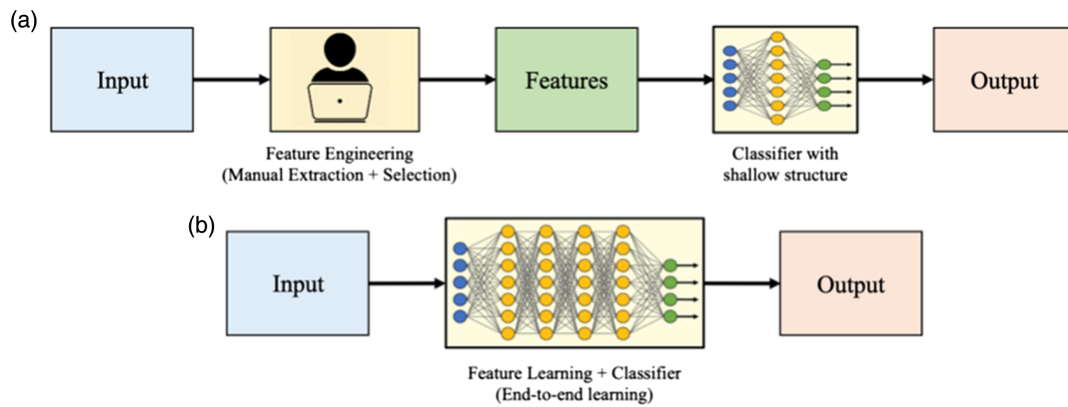 (a)
Input
Features
Output
Feature Engineering
(Manual Extraction + Selection)
Classifier with
shallow structure
(b)
Input
Output
Feature Learning + Classifier
(End-to-end learning)